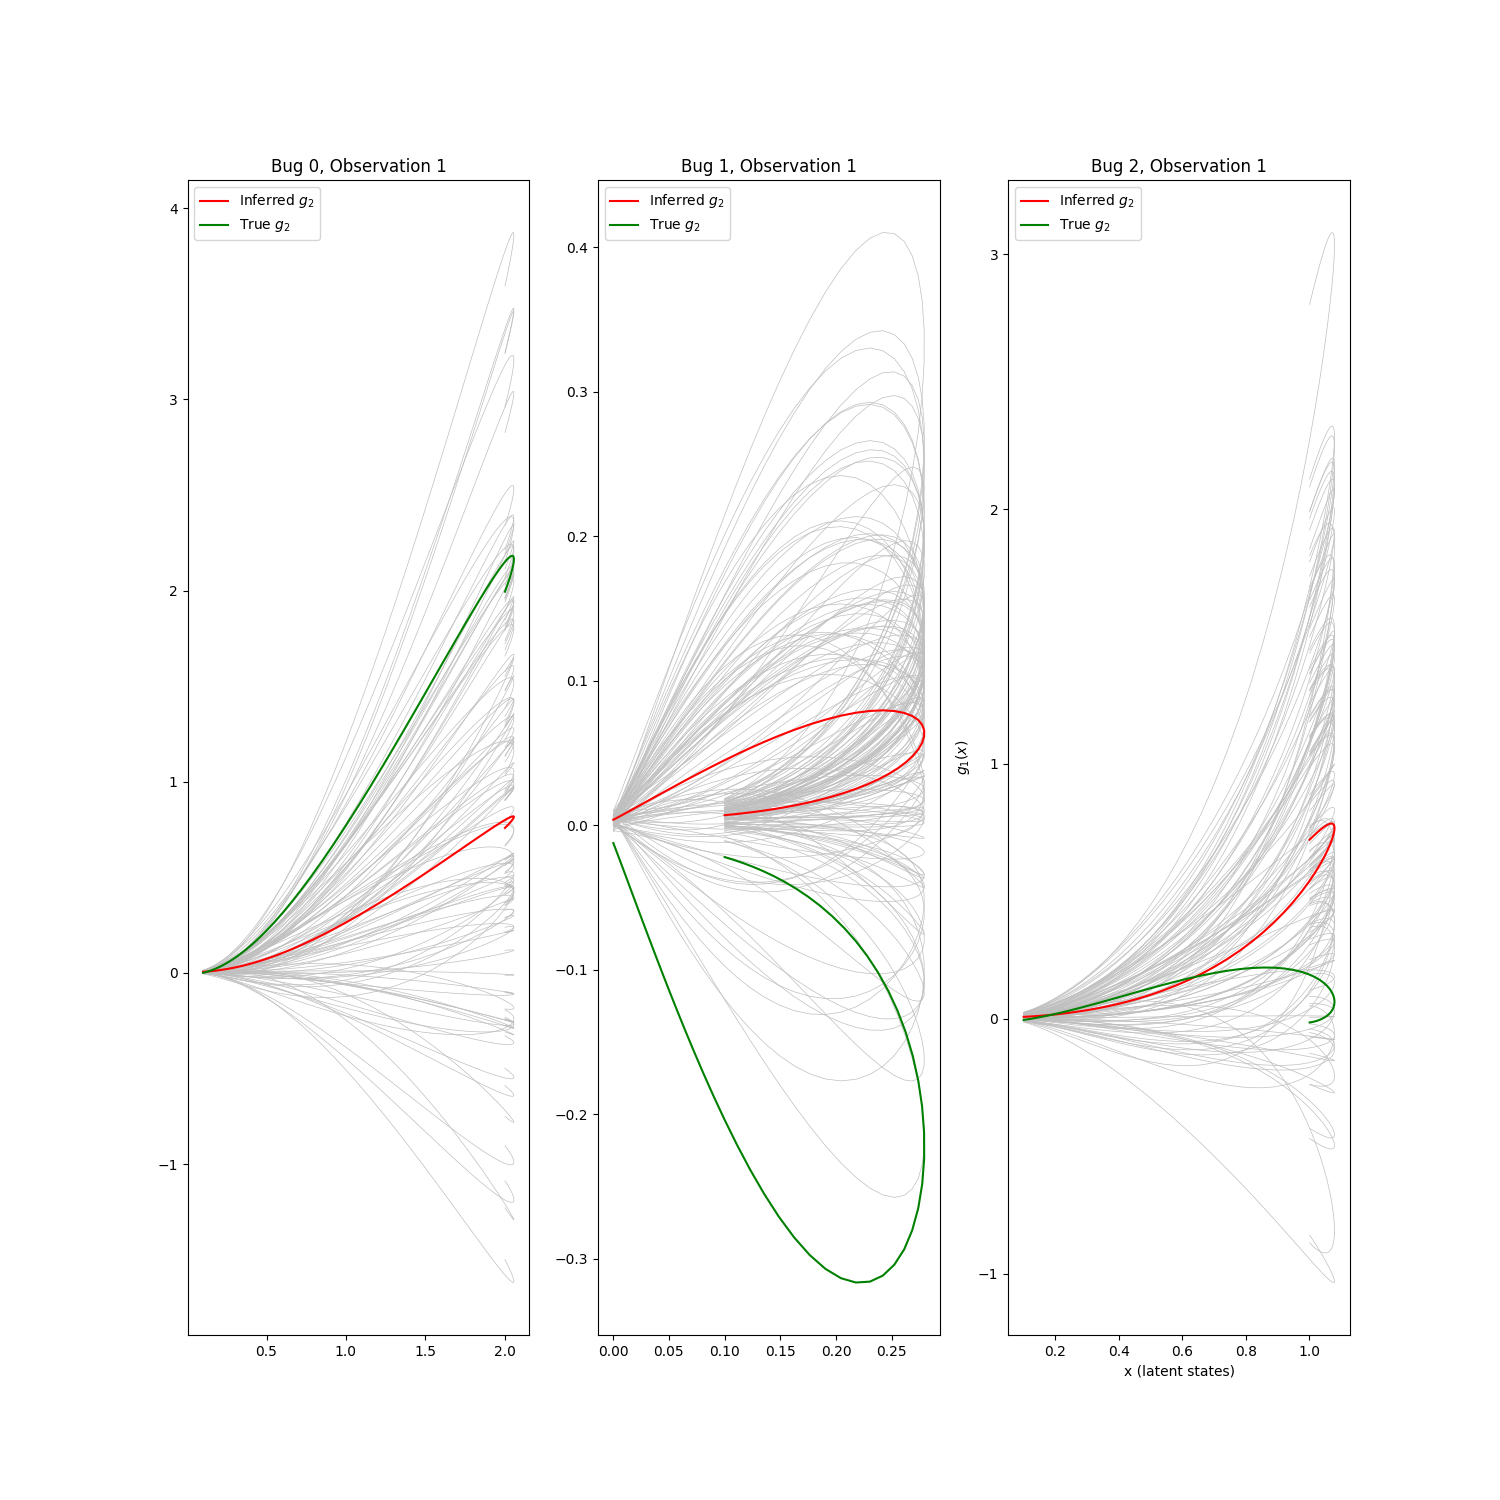 Bug 0, Observation 1
Inferred g₂
True g₂
4
3
2
1
0
−1
0.5 1.0 1.5 2.0
Bug 1, Observation 1
Inferred g₂
True g₂
0.4
0.3
0.2
0.1
0.0
−0.1
−0.2
−0.3
0.00 0.05 0.10 0.15 0.20 0.25
Bug 2, Observation 1
Inferred g₂
True g₂
g₁(x)
3
2
1
0
−1
0.2 0.4 0.6 0.8 1.0
x (latent states)